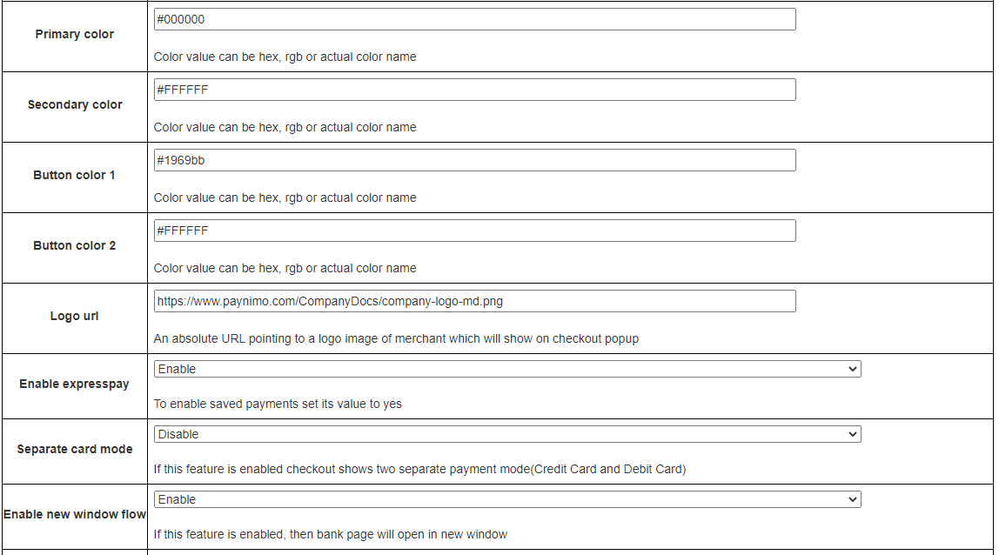 Primary color
#000000
Color value can be hex, rgb or actual color name
Secondary color
#FFFFFF
Color value can be hex, rgb or actual color name
Button color 1
#1969bb
Color value can be hex, rgb or actual color name
Button color 2
#FFFFFF
Color value can be hex, rgb or actual color name
Logo url
https://www.paynimo.com/CompanyDocs/company-logo-md.png
An absolute URL pointing to a logo image of merchant which will show on checkout popup
Enable expresspay
Enable
To enable saved payments set its value to yes
Separate card mode
Disable
If this feature is enabled checkout shows two separate payment mode(Credit Card and Debit Card)
Enable new window flow
Enable
If this feature is enabled, then bank page will open in new window